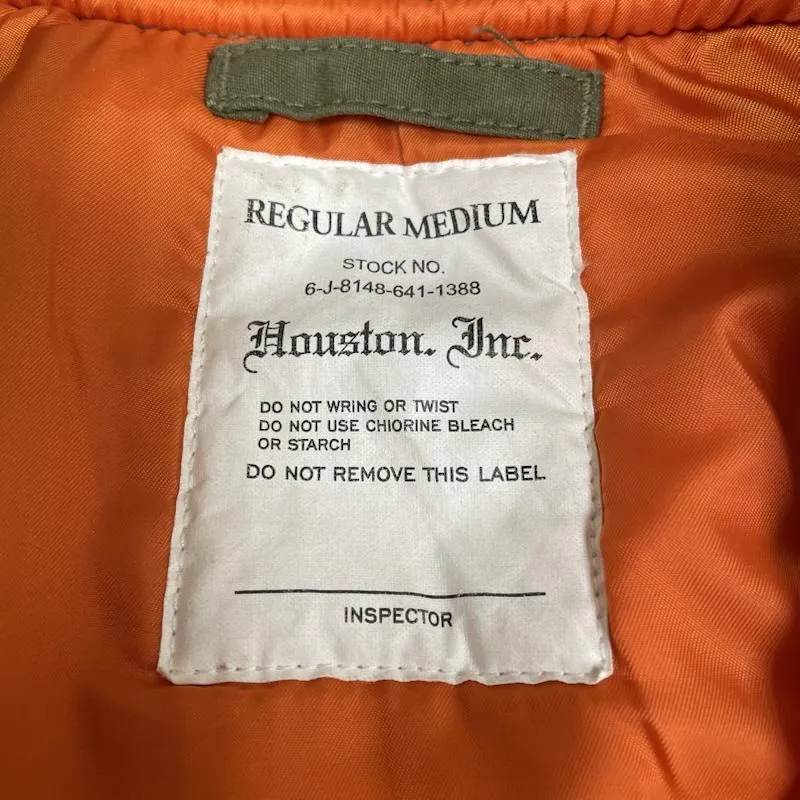 REGULAR MEDIUM
STOCK NO.
6-J-8148-641-1388
Houston. Inc.
DO NOT WRING OR TWIST
DO NOT USE CHIORINE BLEACH
OR STARCH
DO NOT REMOVE THIS LABEL.
INSPECTOR